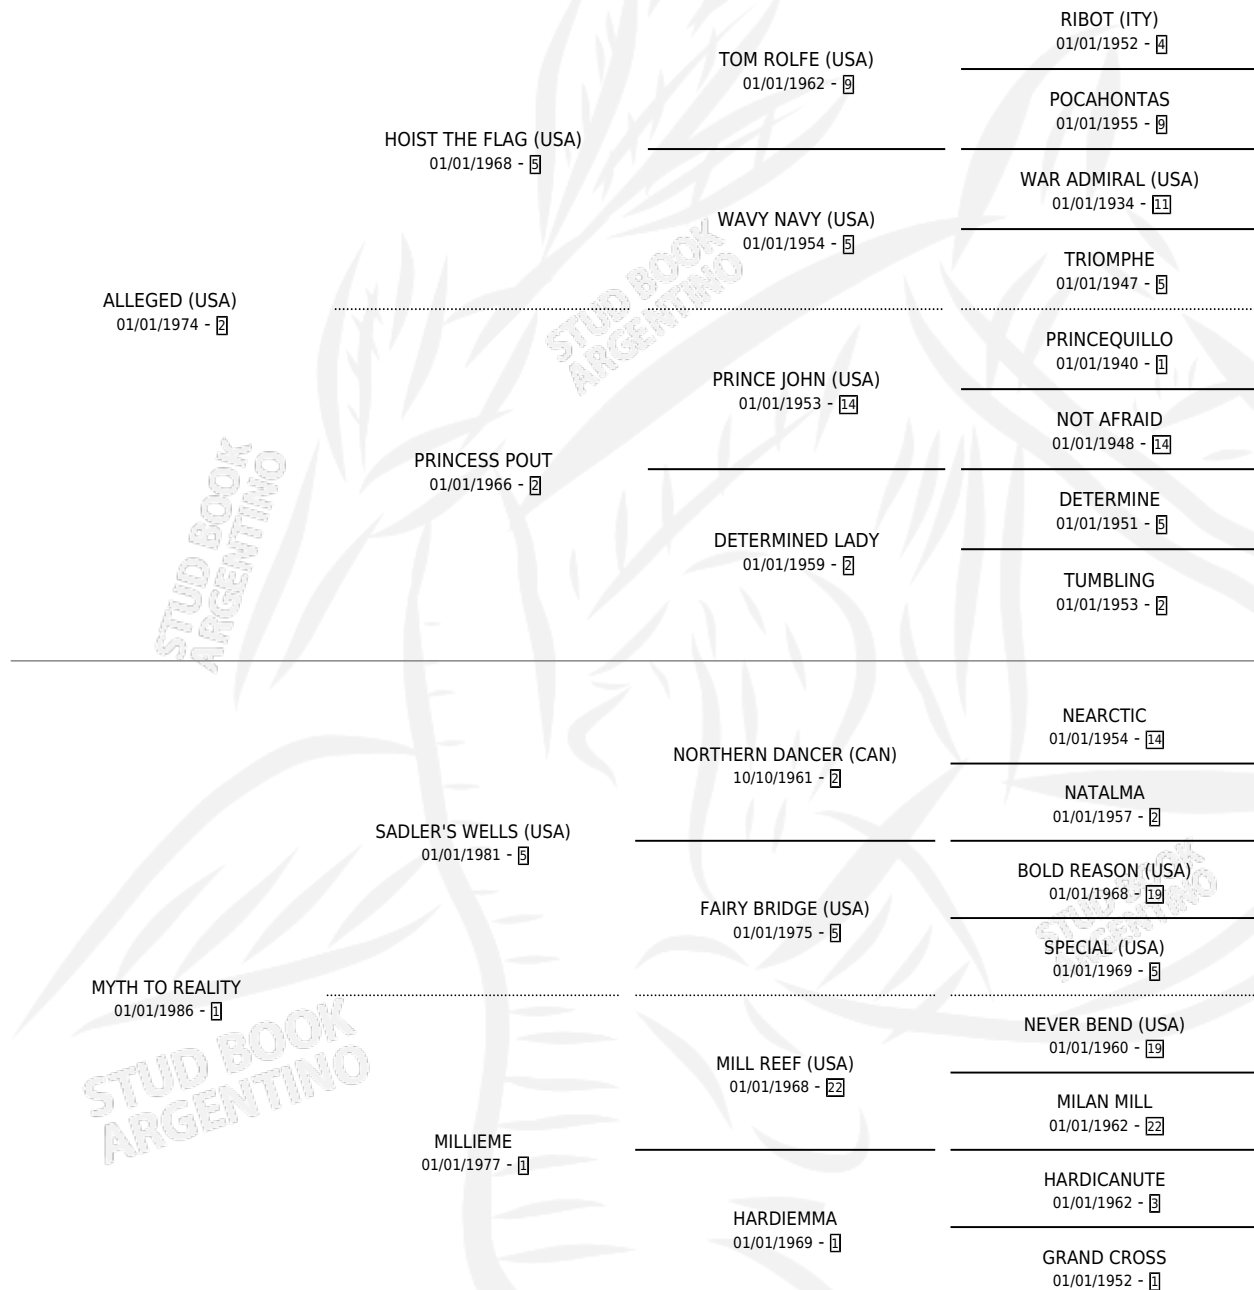 RIBOT (ITY)
01/01/1952 - 4
TOM ROLFE (USA)
01/01/1962 - 9
POCAHONTAS
01/01/1955 - 9
HOIST THE FLAG (USA)
01/01/1968 - 5
WAR ADMIRAL (USA)
01/01/1934 - 11
WAVY NAVY (USA)
01/01/1954 - 5
TRIOMPHE
01/01/1947 - 5
ALLEGED (USA)
01/01/1974 - 2
PRINCEQUILLO
01/01/1940 - 1
PRINCE JOHN (USA)
01/01/1953 - 14
NOT AFRAID
01/01/1948 - 14
PRINCESS POUT
01/01/1966 - 2
DETERMINE
01/01/1951 - 5
DETERMINED LADY
01/01/1959 - 2
TUMBLING
01/01/1953 - 2
NEARCTIC
01/01/1954 - 14
NORTHERN DANCER (CAN)
10/10/1961 - 2
NATALMA
01/01/1957 - 2
SADLER'S WELLS (USA)
01/01/1981 - 5
BOLD REASON (USA)
01/01/1968 - 19
FAIRY BRIDGE (USA)
01/01/1975 - 5
SPECIAL (USA)
01/01/1969 - 5
MYTH TO REALITY
01/01/1986 - 1
NEVER BEND (USA)
01/01/1960 - 19
MILL REEF (USA)
01/01/1968 - 22
MILAN MILL
01/01/1962 - 22
MILLIEME
01/01/1977 - 1
HARDICANUTE
01/01/1962 - 3
HARDIEMMA
01/01/1969 - 1
GRAND CROSS
01/01/1952 - 1
STUD BOOK
ARGENTINO
STUD BOOK
ARGENTINO
STUD BOOK
ARGENTINO
STUD BOOK
ARGENTINO